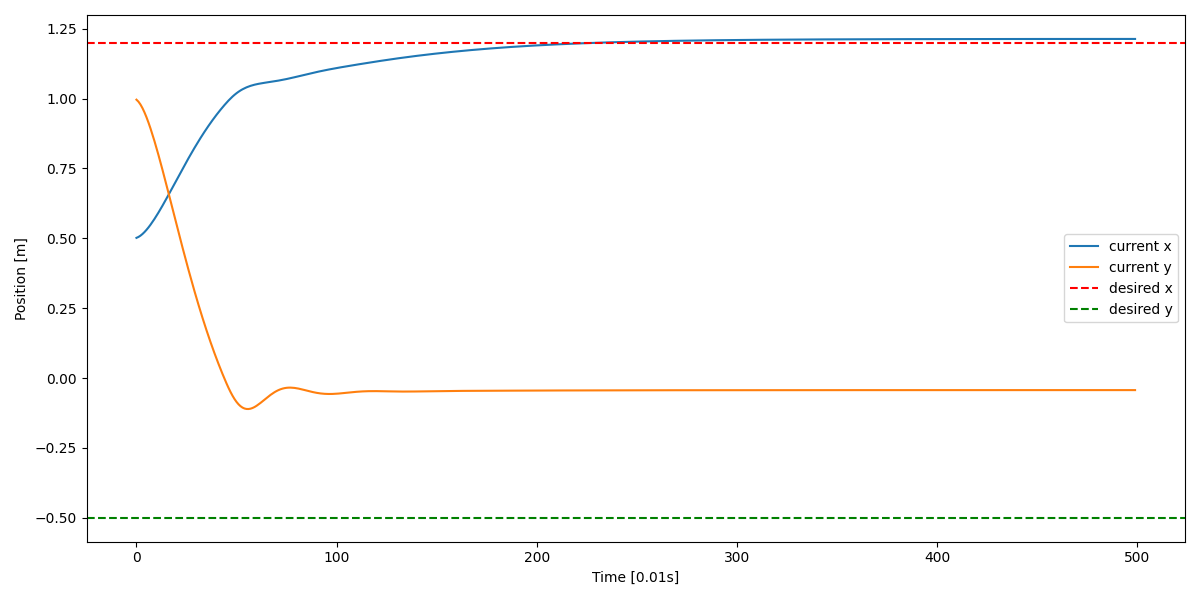 1.25
1.00
0.75
0.50
0.25
0.00
−0.25
−0.50
Position [m]
current x
current y
desired x
desired y
0 100 200 300 400 500
Time [0.01s]